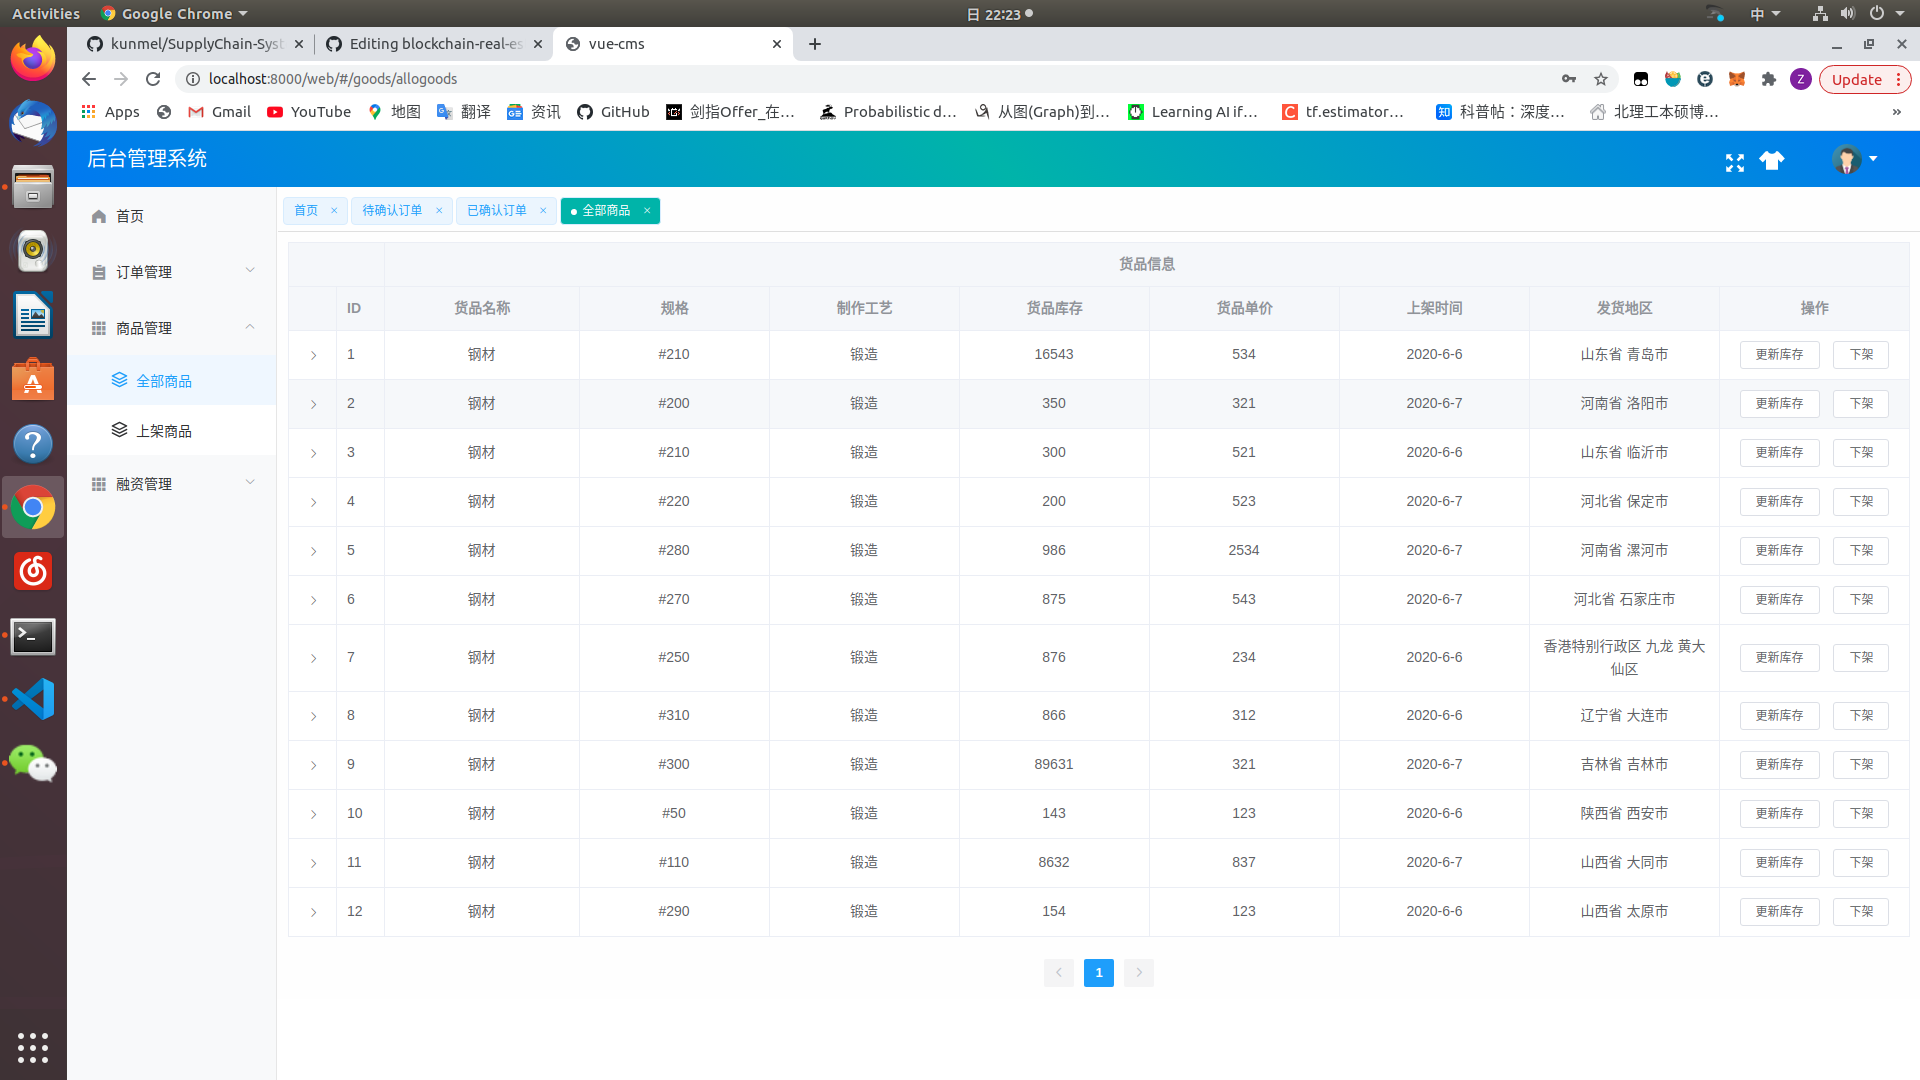 Activities Google Chrome 日 22:23 中
kunmel/SupplyChain-Syst Editing blockchain-real-es vue-cms
localhost:8000/web/#/goods/allogoods Z Update
Apps Gmail YouTube 地图 翻译 资讯 GitHub 剑指Offer_在… Probabilistic d… 从图(Graph)到… Learning AI if… tf.estimator… 科普帖：深度… 北理工本硕博… »
后台管理系统
首页 待确认订单 已确认订单 全部商品
首页
订单管理
商品管理
全部商品
上架商品
融资管理
货品信息
ID 货品名称 规格 制作工艺 货品库存 货品单价 上架时间 发货地区 操作
1 钢材 #210 锻造 16543 534 2020-6-6 山东省 青岛市 更新库存 下架
2 钢材 #200 锻造 350 321 2020-6-7 河南省 洛阳市 更新库存 下架
3 钢材 #210 锻造 300 521 2020-6-6 山东省 临沂市 更新库存 下架
4 钢材 #220 锻造 200 523 2020-6-7 河北省 保定市 更新库存 下架
5 钢材 #280 锻造 986 2534 2020-6-7 河南省 漯河市 更新库存 下架
6 钢材 #270 锻造 875 543 2020-6-7 河北省 石家庄市 更新库存 下架
7 钢材 #250 锻造 876 234 2020-6-6 香港特别行政区 九龙 黄大
仙区 更新库存 下架
8 钢材 #310 锻造 866 312 2020-6-6 辽宁省 大连市 更新库存 下架
9 钢材 #300 锻造 89631 321 2020-6-7 吉林省 吉林市 更新库存 下架
10 钢材 #50 锻造 143 123 2020-6-6 陕西省 西安市 更新库存 下架
11 钢材 #110 锻造 8632 837 2020-6-7 山西省 大同市 更新库存 下架
12 钢材 #290 锻造 154 123 2020-6-6 山西省 太原市 更新库存 下架
1